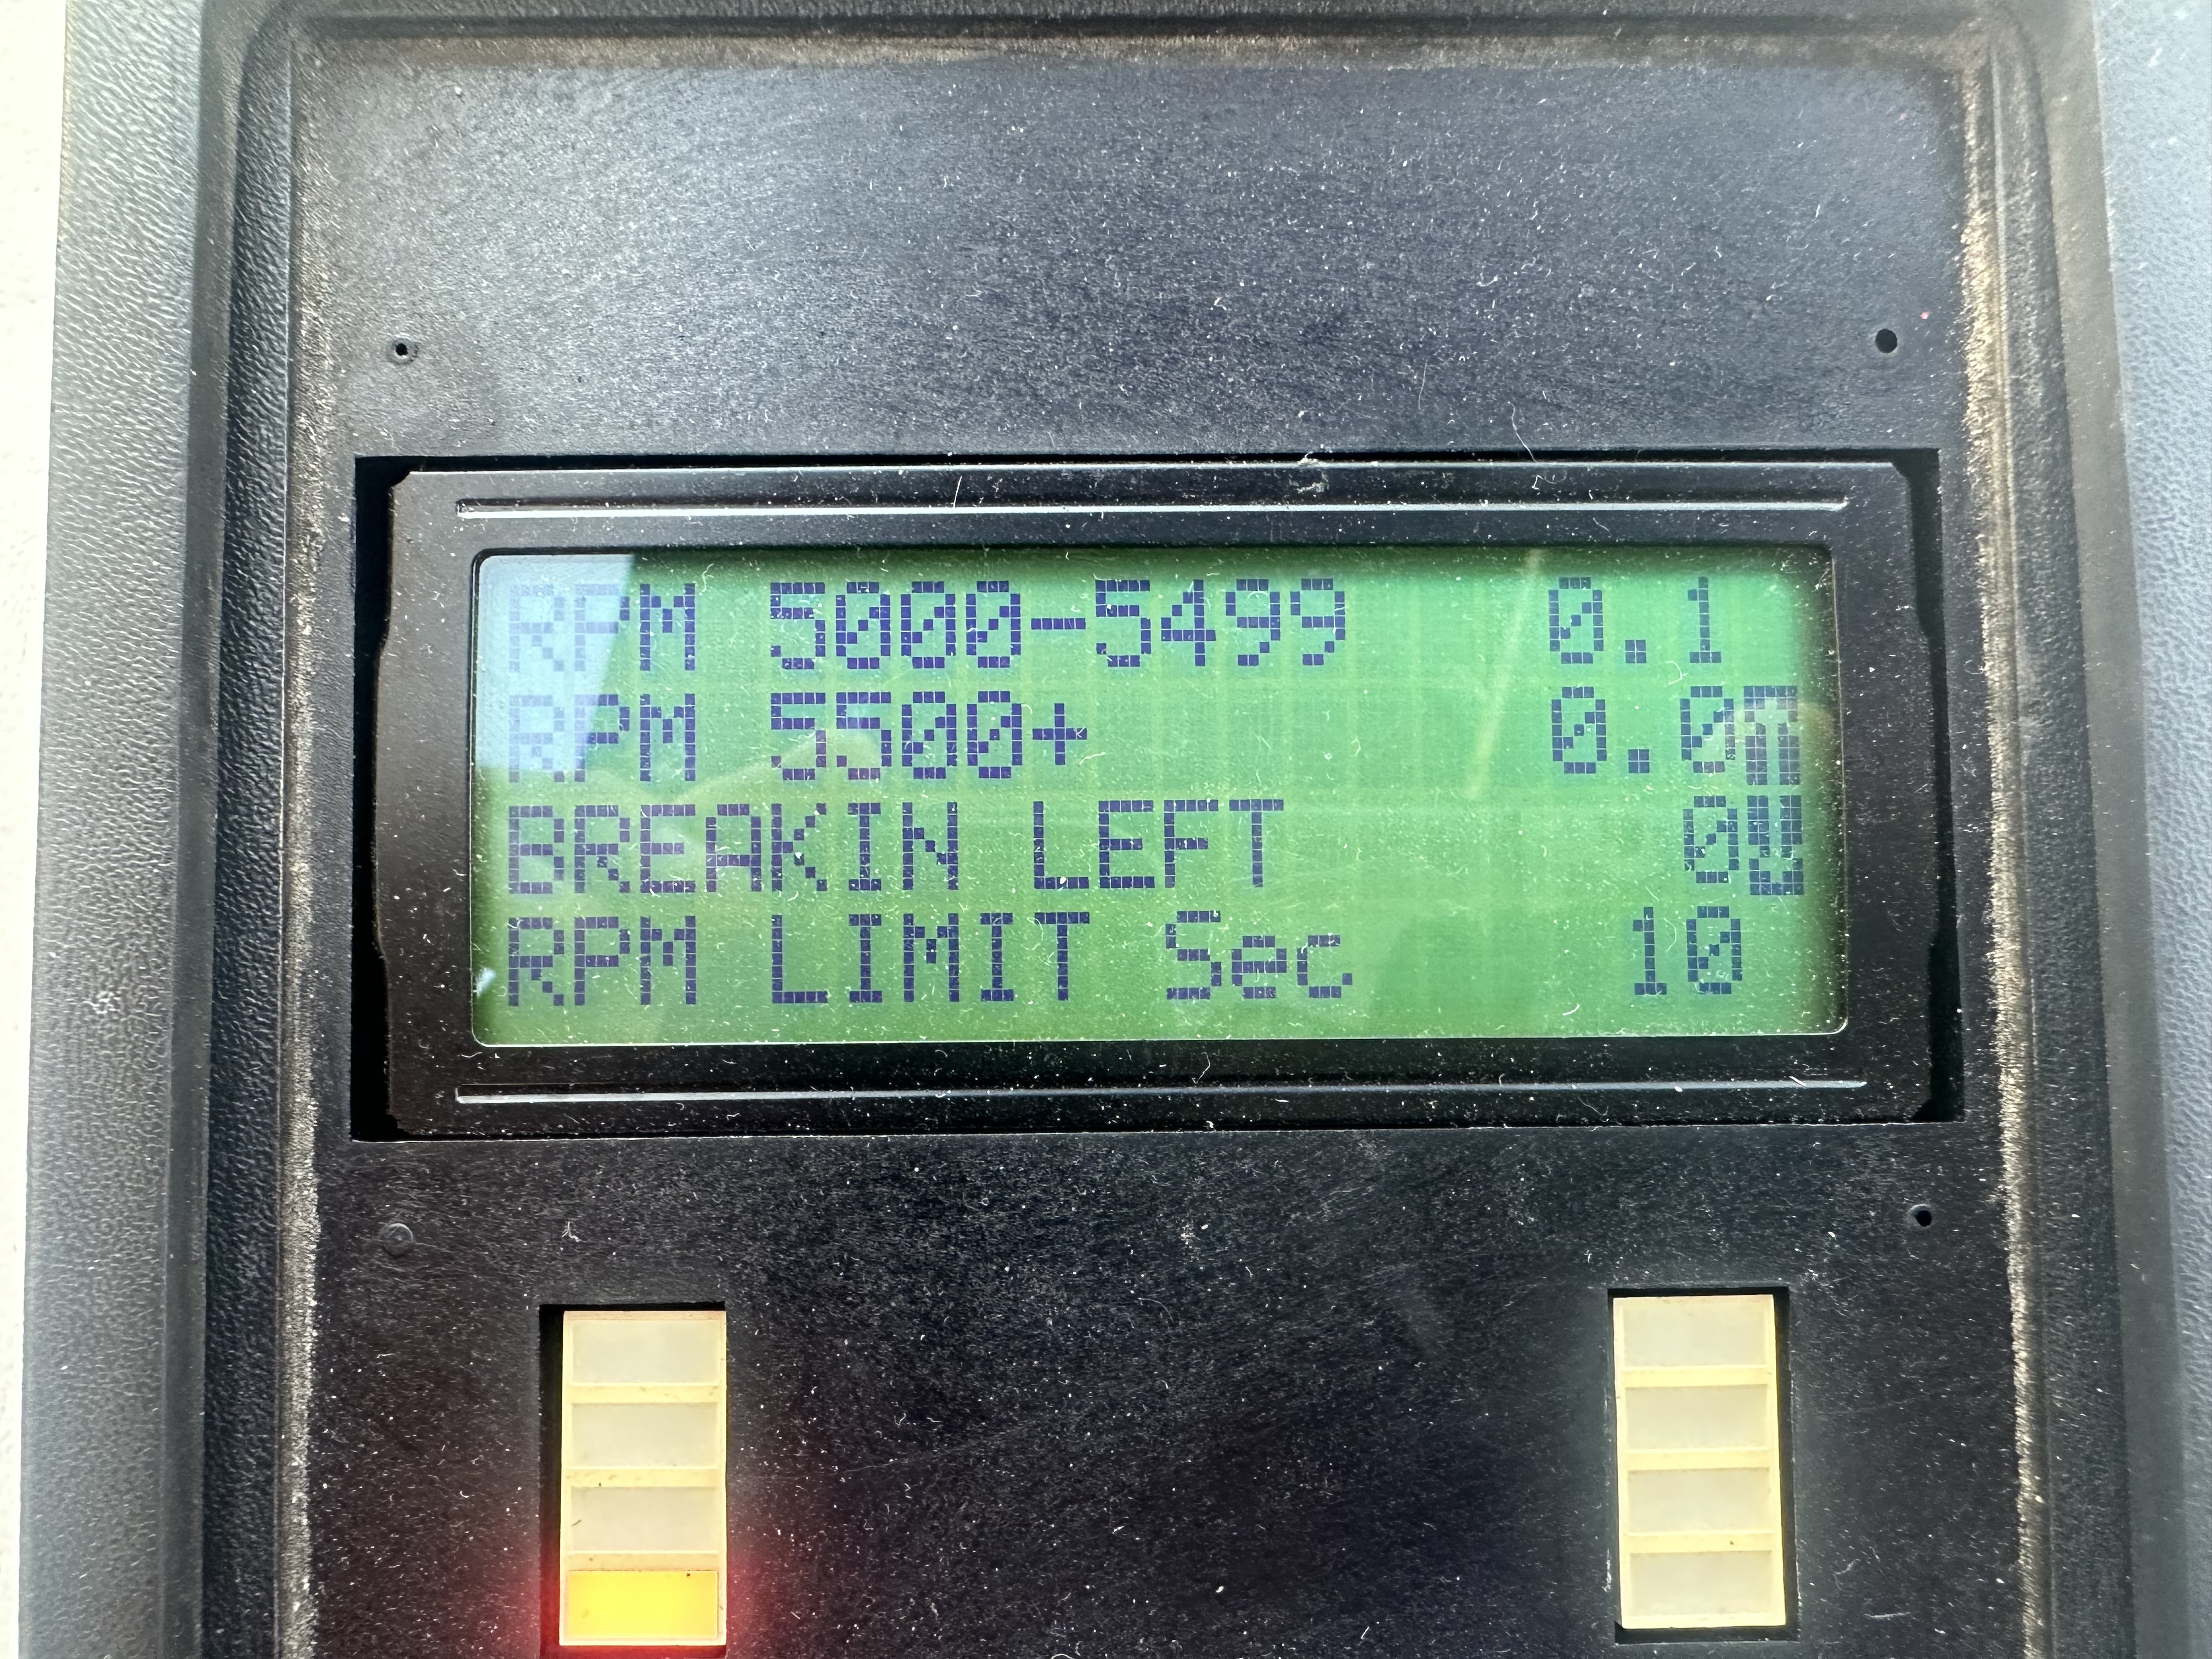 RPM 5000-5499 0.1
RPM 5500+ 0.0
BREAKIN LEFT 0
RPM LIMIT Sec 10